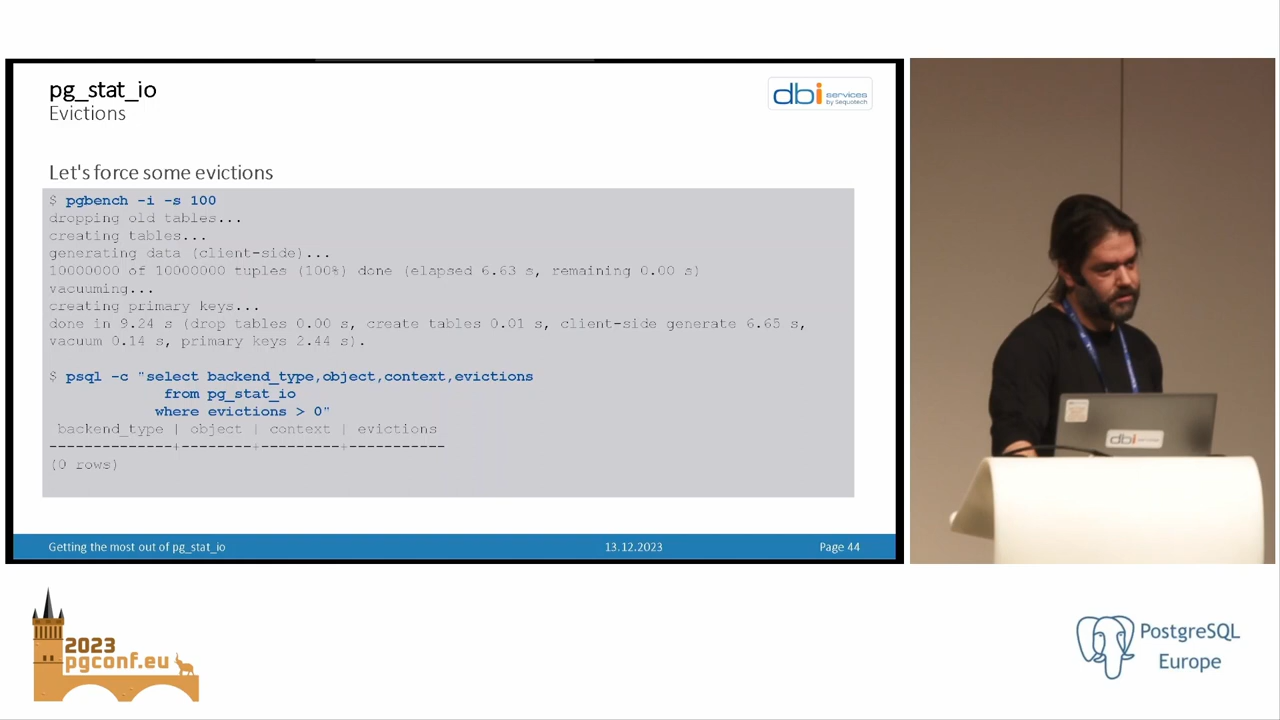 pg_stat_io
Evictions
dbi services
by Sequotech
Let's force some evictions
$ pgbench -i -s 100
dropping old tables...
creating tables...
generating data (client-side)...
10000000 of 10000000 tuples (100%) done (elapsed 6.63 s, remaining 0.00 s)
vacuuming...
creating primary keys...
done in 9.24 s (drop tables 0.00 s, create tables 0.01 s, client-side generate 6.65 s,
vacuum 0.14 s, primary keys 2.44 s).
$ psql -c "select backend_type,object,context,evictions
from pg_stat_io
where evictions > 0"
backend_type | object | context | evictions
--------------+--------+---------+-----------
(0 rows)
Getting the most out of pg_stat_io 13.12.2023 Page 44
dbi
2023
pgconf.eu
PostgreSQL
Europe